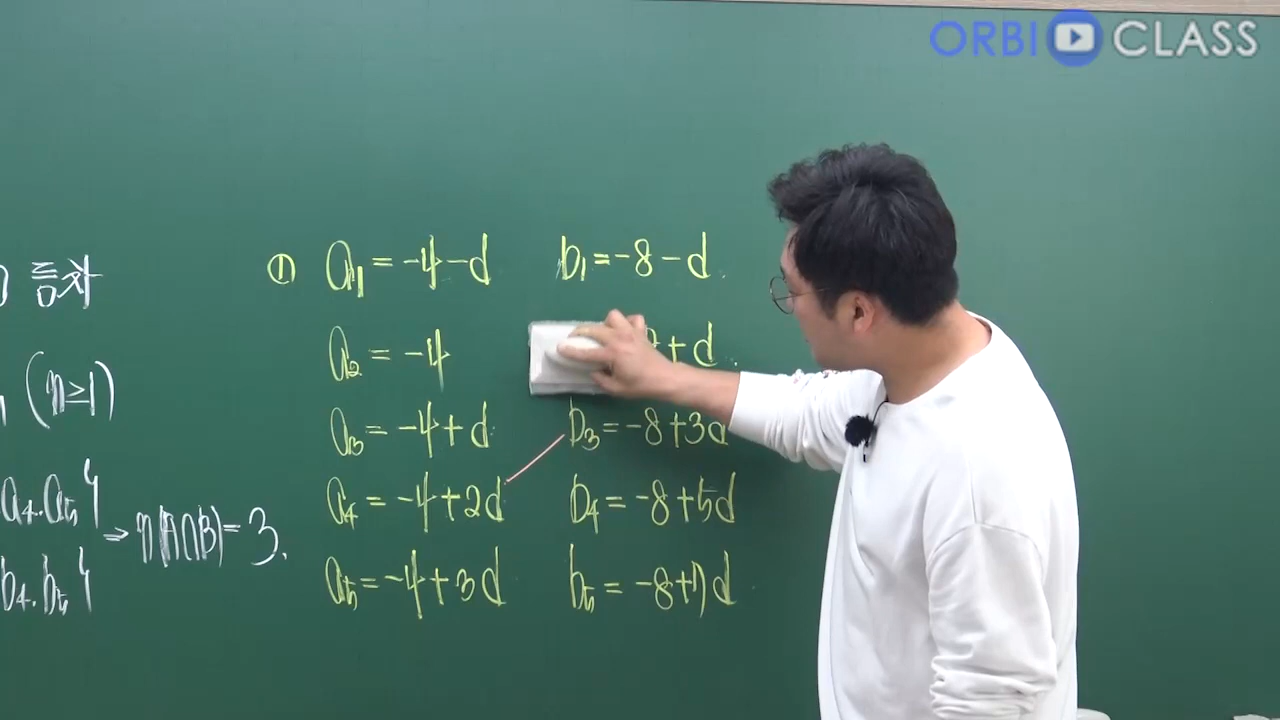 ORBI CLASS
등차
(n≥1)
a₄, a₅}
b₄, b₅}
⇒ n(A∩B) = 3.
① a₁ = -4-d b₁ = -8-d
a₂ = -4 +d
a₃ = -4+d b₃ = -8+3d
a₄ = -4+2d b₄ = -8+5d
a₅ = -4+3d b₅ = -8+7d